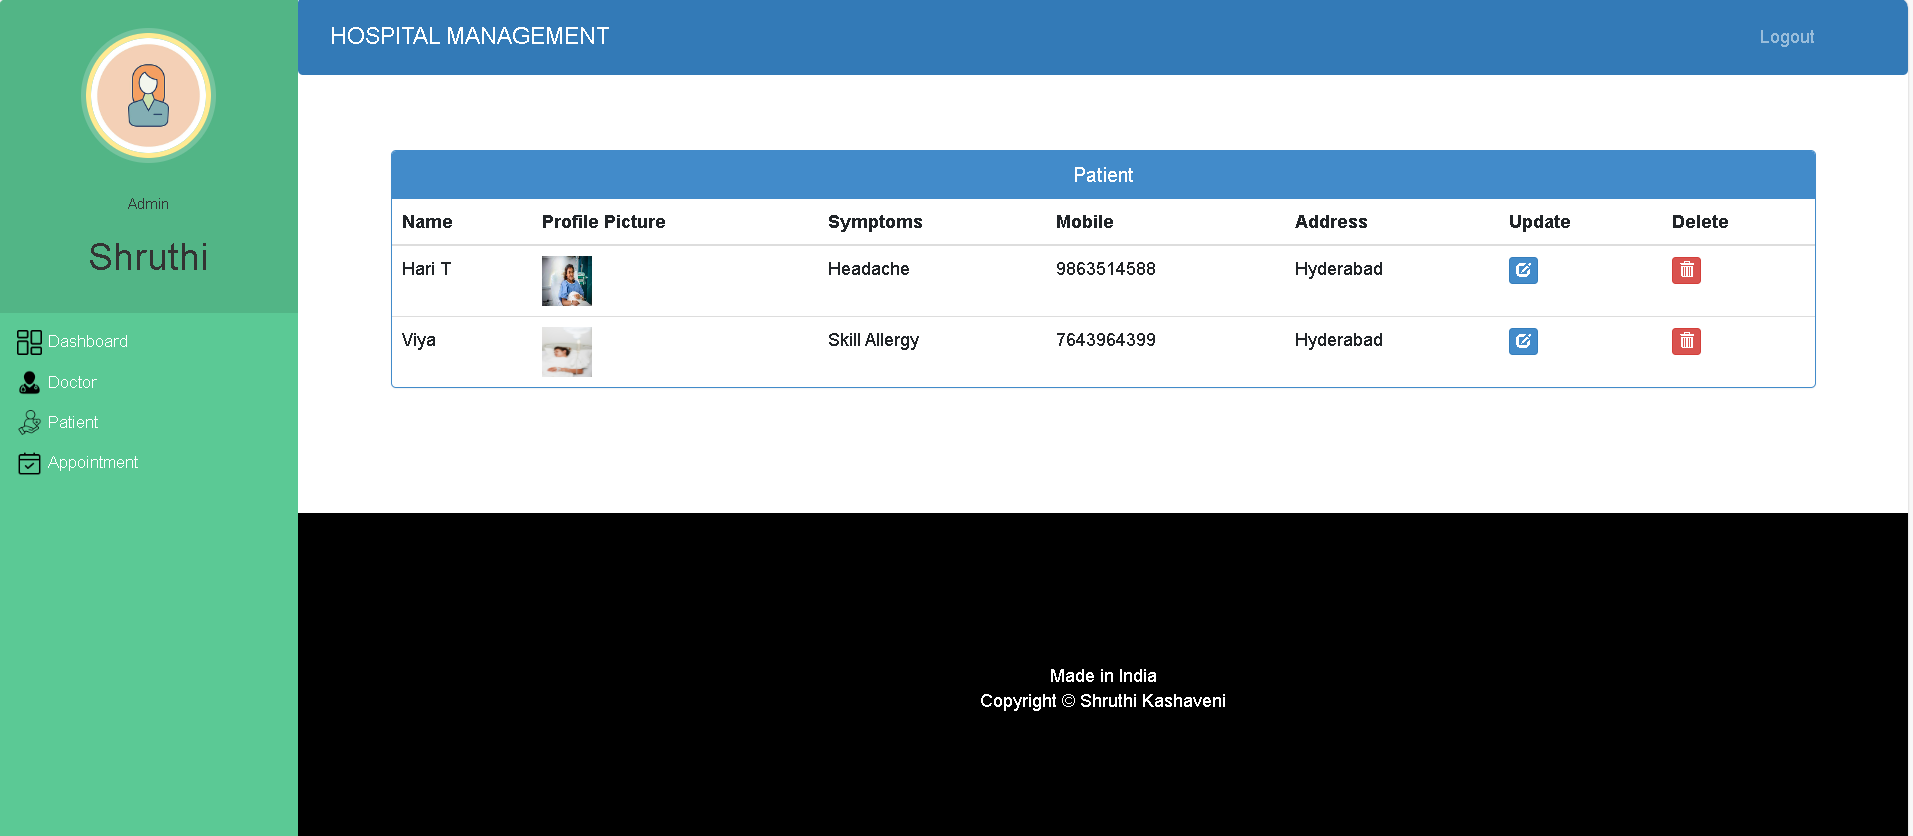 HOSPITAL MANAGEMENT
Logout
Admin
Shruthi
Dashboard
Doctor
Patient
Appointment
Patient
Name Profile Picture Symptoms Mobile Address Update Delete
Hari T Headache 9863514588 Hyderabad
Viya Skill Allergy 7643964399 Hyderabad
Made in India
Copyright © Shruthi Kashaveni